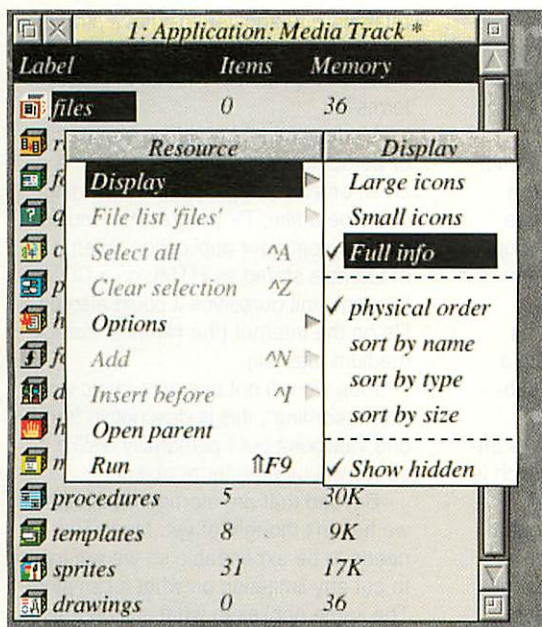 1: Application: Media Track *
Label Items Memory
files 0 36
Resource
Display
File list 'files'
Select all ^A
Clear selection ^Z
Options
Add ^N
Insert before ^I
Open parent
Run ⇑F9
Display
Large icons
Small icons
✓ Full info
✓ physical order
sort by name
sort by type
sort by size
✓ Show hidden
procedures 5 30K
templates 8 9K
sprites 31 17K
drawings 0 36